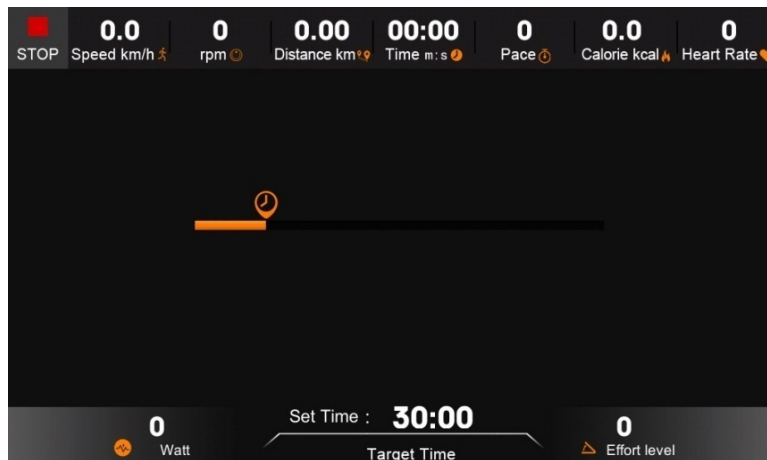 0.0 0 0.00 00:00 0 0.0 0
STOP Speed km/h rpm Distance km Time m:s Pace Calorie kcal Heart Rate
Set Time : 30:00
0 0
Watt Target Time Effort level